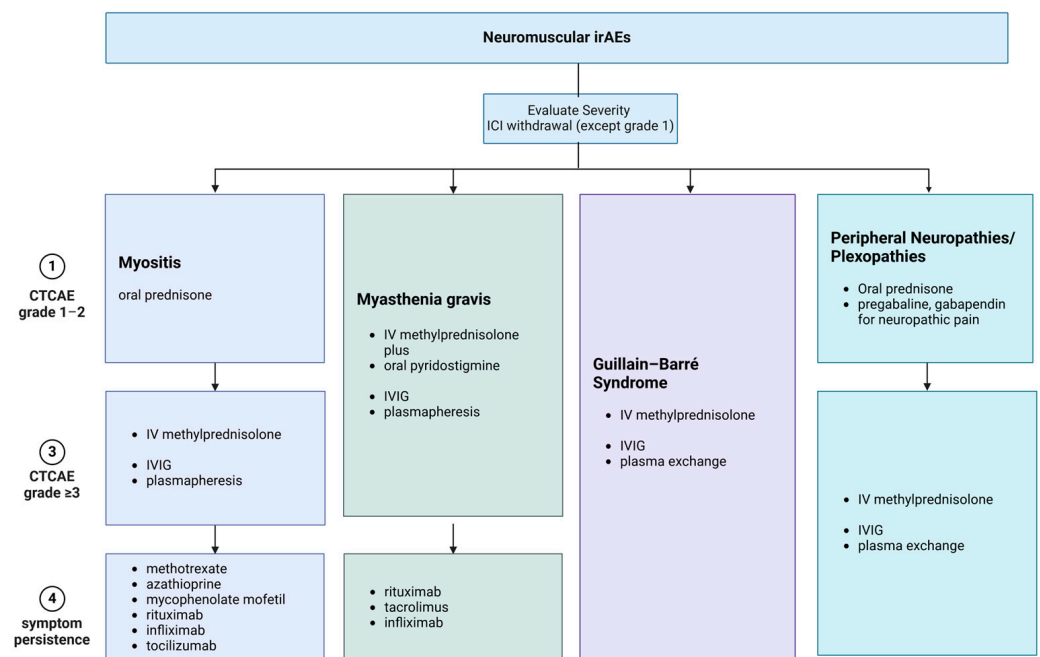 Neuromuscular irAEs
Evaluate Severity
ICI withdrawal (except grade 1)
1
CTCAE
grade 1–2
Myositis
oral prednisone
Myasthenia gravis
• IV methylprednisolone
plus
• oral pyridostigmine
• IVIG
• plasmapheresis
Guillain–Barré
Syndrome
• IV methylprednisolone
• IVIG
• plasma exchange
Peripheral Neuropathies/
Plexopathies
• Oral prednisone
• pregabaline, gabapendin
for neuropathic pain
3
CTCAE
grade ≥3
• IV methylprednisolone
• IVIG
• plasmapheresis
• IV methylprednisolone
• IVIG
• plasma exchange
4
symptom
persistence
• methotrexate
• azathioprine
• mycophenolate mofetil
• rituximab
• infliximab
• tocilizumab
• rituximab
• tacrolimus
• infliximab